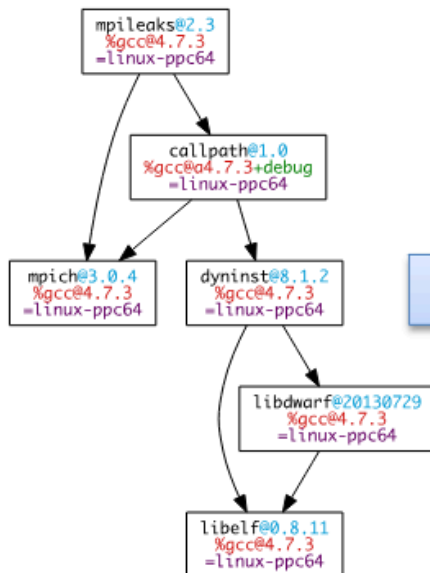 mpileaks@2.3
%gcc@4.7.3
=linux-ppc64
callpath@1.0
%gcc@a4.7.3+debug
=linux-ppc64
mpich@3.0.4
%gcc@4.7.3
=linux-ppc64
dyninst@8.1.2
%gcc@4.7.3
=linux-ppc64
libdwarf@20130729
%gcc@4.7.3
=linux-ppc64
libelf@0.8.11
%gcc@4.7.3
=linux-ppc64